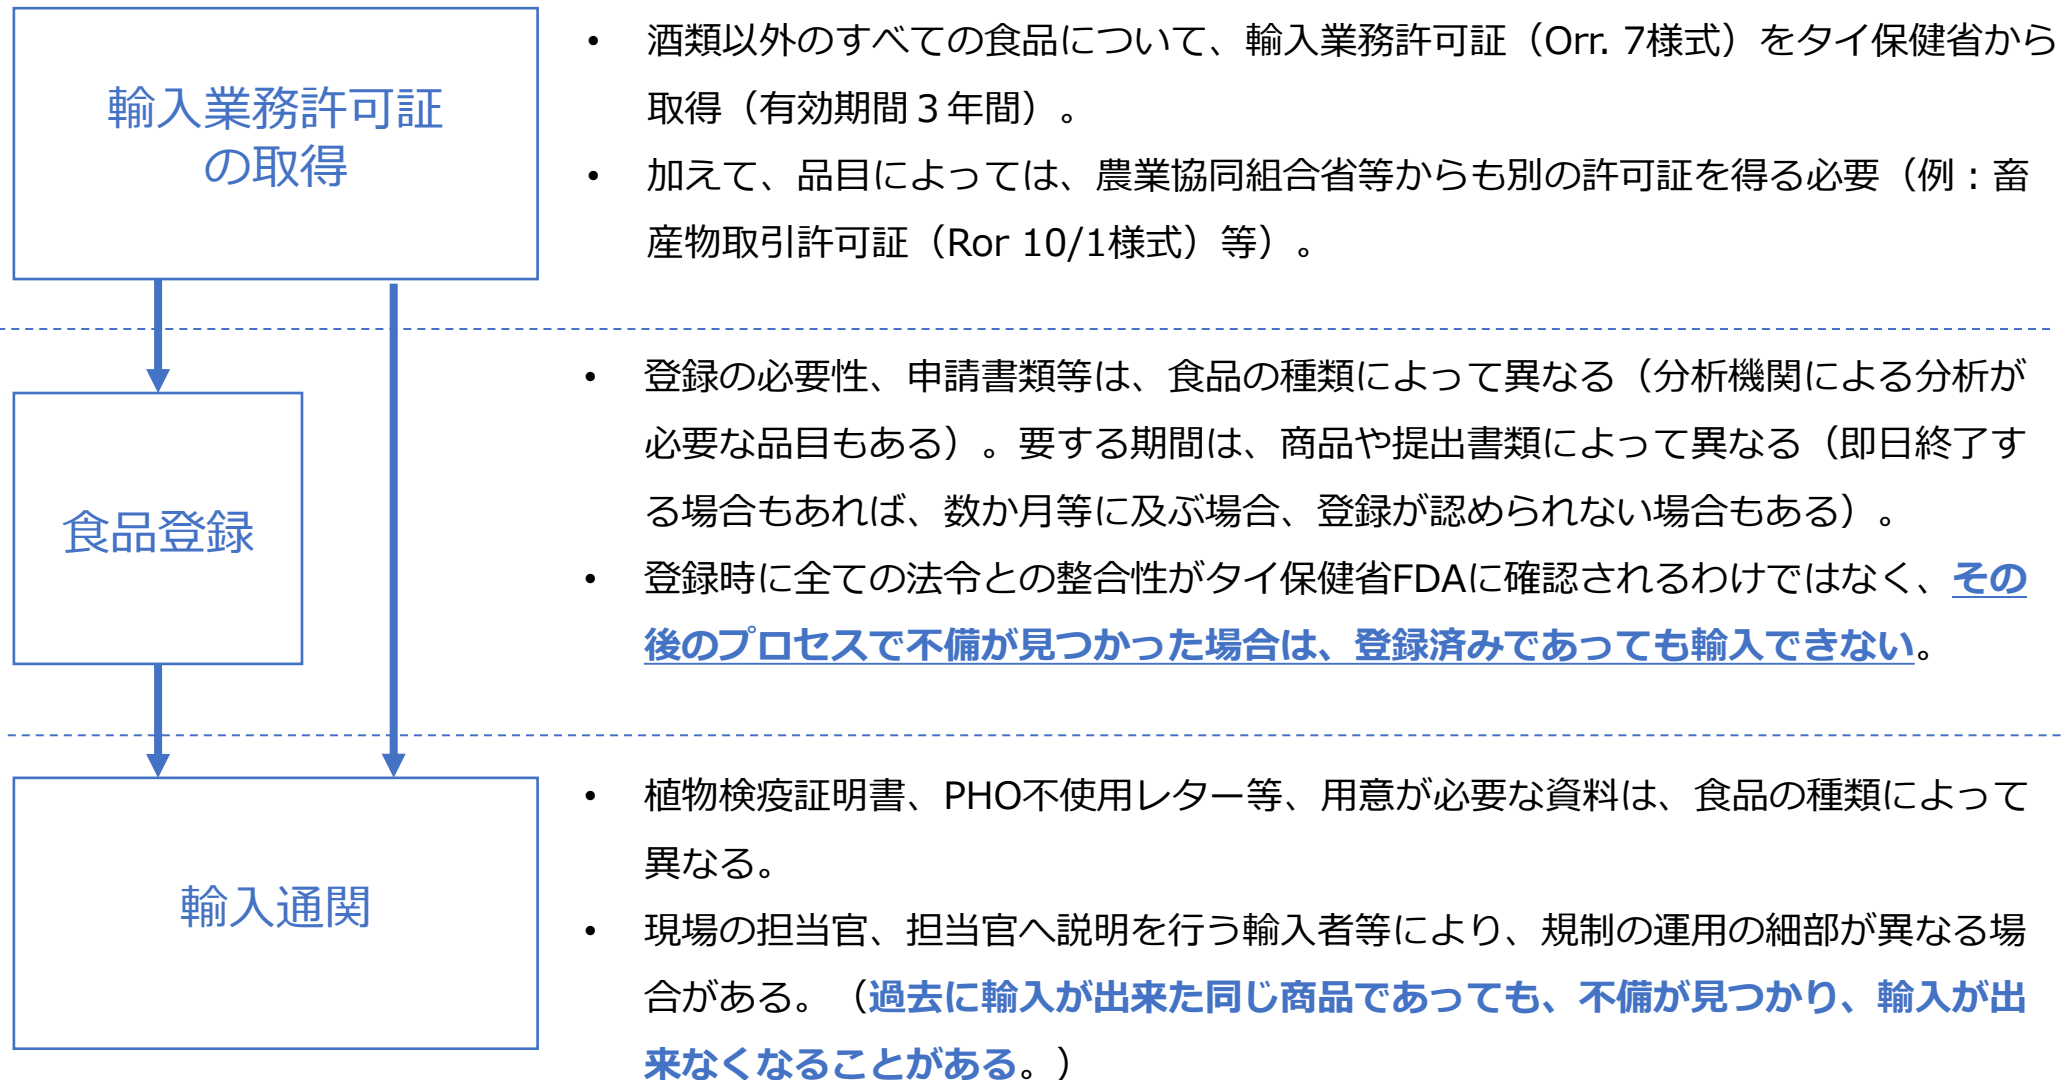 輸入業務許可証
の取得
• 酒類以外のすべての食品について、輸入業務許可証（Orr. 7様式）をタイ保健省から
取得（有効期間３年間）。
• 加えて、品目によっては、農業協同組合省等からも別の許可証を得る必要（例：畜
産物取引許可証（Ror 10/1様式）等）。
食品登録
• 登録の必要性、申請書類等は、食品の種類によって異なる（分析機関による分析が
必要な品目もある）。要する期間は、商品や提出書類によって異なる（即日終了す
る場合もあれば、数か月等に及ぶ場合、登録が認められない場合もある）。
• 登録時に全ての法令との整合性がタイ保健省FDAに確認されるわけではなく、その
後のプロセスで不備が見つかった場合は、登録済みであっても輸入できない。
輸入通関
• 植物検疫証明書、PHO不使用レター等、用意が必要な資料は、食品の種類によって
異なる。
• 現場の担当官、担当官へ説明を行う輸入者等により、規制の運用の細部が異なる場
合がある。（過去に輸入が出来た同じ商品であっても、不備が見つかり、輸入が出
来なくなることがある。）